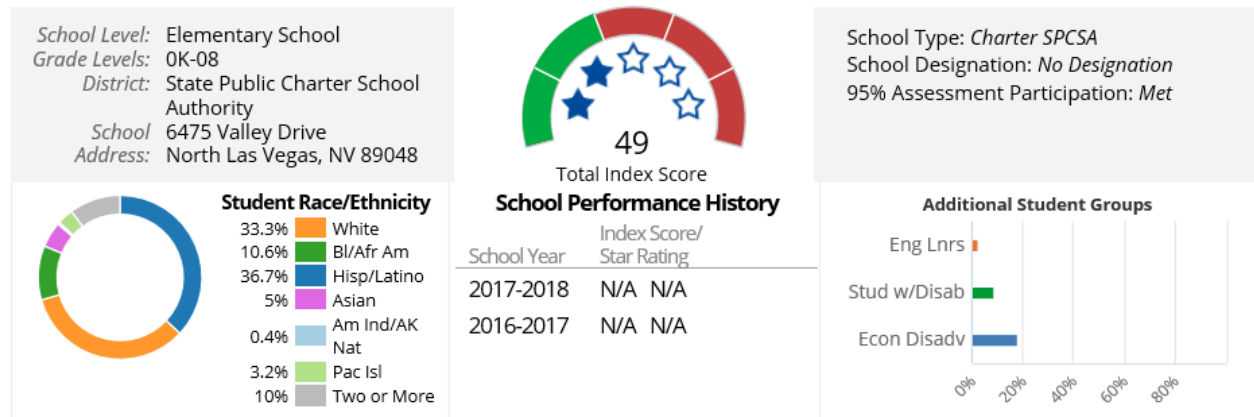 School Level: Elementary School
Grade Levels: 0K-08
District: State Public Charter School
Authority
School 6475 Valley Drive
Address: North Las Vegas, NV 89048
49
Total Index Score
School Type: Charter SPCSA
School Designation: No Designation
95% Assessment Participation: Met
Student Race/Ethnicity
33.3% White
10.6% Bl/Afr Am
36.7% Hisp/Latino
5% Asian
0.4% Am Ind/AK
Nat
3.2% Pac Isl
10% Two or More
School Performance History
School Year Index Score/
Star Rating
2017-2018 N/A N/A
2016-2017 N/A N/A
Additional Student Groups
Eng Lnrs
Stud w/Disab
Econ Disadv
0% 20% 40% 60% 80%